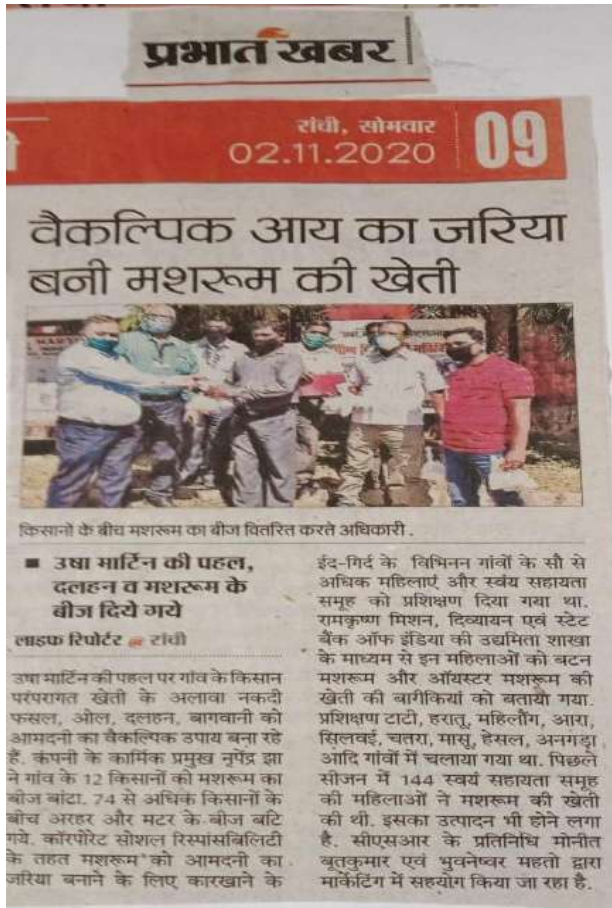 प्रभात खबर
रांची, सोमवार
02.11.2020
09
वैकल्पिक आय का जरिया
बनी मशरूम की खेती
किसानो के बीच मशरूम का बीज वितरित करते अधिकारी.
■ उषा मार्टिन की पहल,
दलहन व मशरूम के
बीज दिये गये
लाइफ रिपोर्टर @ रांची
उषा मार्टिन की पहल पर गांव के किसान
परंपरागत खेती के अलावा नकदी
फसल, ओल, दलहन, बागवानी को
आमदनी का वैकल्पिक उपाय बना रहे
हैं. कंपनी के कार्मिक प्रमुख नृपेंद्र झा
ने गांव के 12 किसानों को मशरूम का
बीज बांटा. 74 से अधिक किसानों के
बीच अरहर और मटर के बीज बांटे
गये. कॉरपोरेट सोशल रिस्पांसबिलिटी
के तहत मशरूम को आमदनी का
जरिया बनाने के लिए कारखाने के
ईद-गिर्द के विभिनन गांवों के सौ से
अधिक महिलाएं और स्वंय सहायता
समूह को प्रशिक्षण दिया गया था.
रामकृष्ण मिशन, दिव्यायन एवं स्टेट
बैंक ऑफ इंडिया की उद्यमिता शाखा
के माध्यम से इन महिलाओं को बटन
मशरूम और ऑयस्टर मशरूम की
खेती की बारीकियां को बताया गया.
प्रशिक्षण टाटी, हरातू, महिलौंग, आरा,
सिलवई, चतरा, मासू, हेसल, अनगड़ा
आदि गांवों में चलाया गया था. पिछले
सीजन में 144 स्वयं सहायता समूह
की महिलाओं ने मशरूम की खेती
की थी. इसका उत्पादन भी होने लगा
है. सीएसआर के प्रतिनिधि मोनीत
बूतकुमार एवं भुवनेश्वर महतो द्वारा
मार्केटिंग में सहयोग किया जा रहा है.